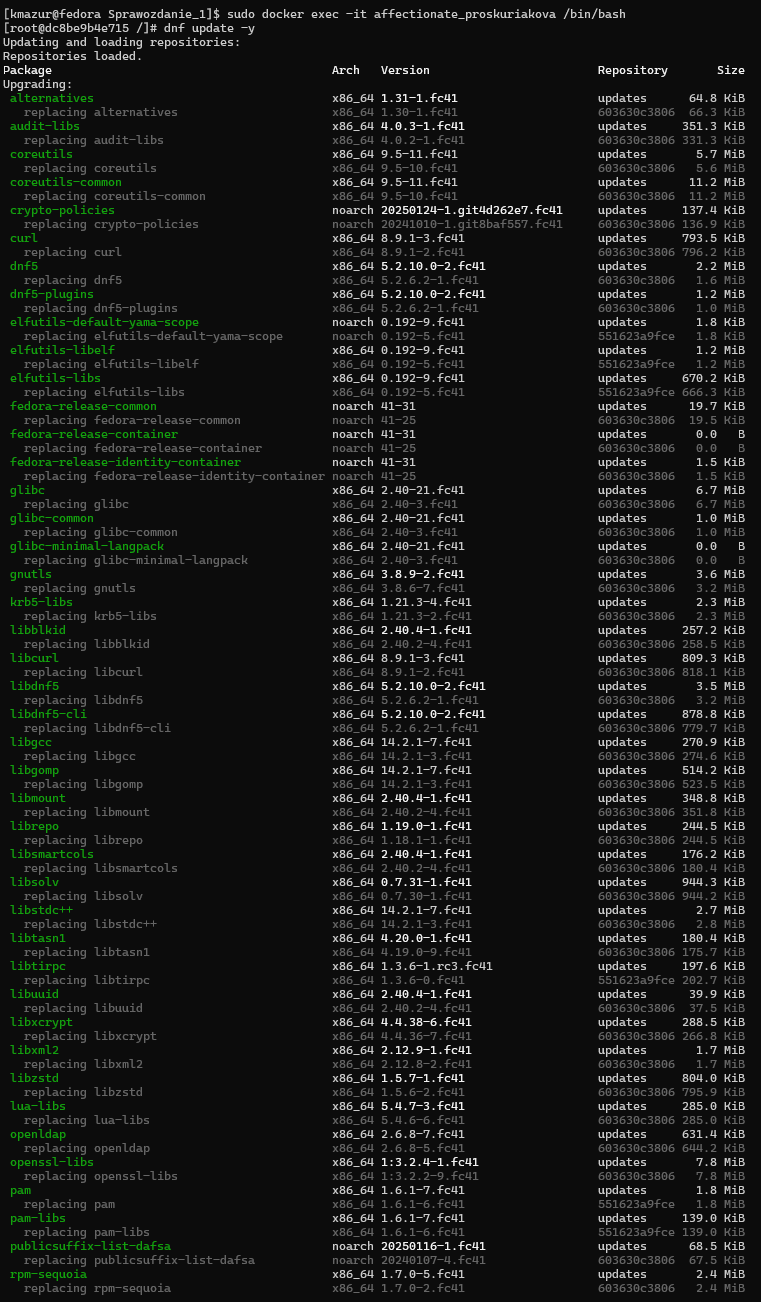 [kmazur@fedora Sprawozdanie_1]$ sudo docker exec -it affectionate_proskuriakova /bin/bash
[root@dc8be9b4e715 /]# dnf update -y
Updating and loading repositories:
Repositories loaded.
Package Arch Version Repository Size
Upgrading:
alternatives x86_64 1.31-1.fc41 updates 64.8 KiB
replacing alternatives x86_64 1.30-1.fc41 603630c3806 66.3 KiB
audit-libs x86_64 4.0.3-1.fc41 updates 351.3 KiB
replacing audit-libs x86_64 4.0.2-1.fc41 603630c3806 331.3 KiB
coreutils x86_64 9.5-11.fc41 updates 5.7 MiB
replacing coreutils x86_64 9.5-10.fc41 603630c3806 5.6 MiB
coreutils-common x86_64 9.5-11.fc41 updates 11.2 MiB
replacing coreutils-common x86_64 9.5-10.fc41 603630c3806 11.2 MiB
crypto-policies noarch 20250124-1.git4d262e7.fc41 updates 137.4 KiB
replacing crypto-policies noarch 20241010-1.git8baf557.fc41 603630c3806 136.9 KiB
curl x86_64 8.9.1-3.fc41 updates 793.5 KiB
replacing curl x86_64 8.9.1-2.fc41 603630c3806 796.2 KiB
dnf5 x86_64 5.2.10.0-2.fc41 updates 2.2 MiB
replacing dnf5 x86_64 5.2.6.2-1.fc41 603630c3806 1.6 MiB
dnf5-plugins x86_64 5.2.10.0-2.fc41 updates 1.2 MiB
replacing dnf5-plugins x86_64 5.2.6.2-1.fc41 603630c3806 1.0 MiB
elfutils-default-yama-scope noarch 0.192-9.fc41 updates 1.8 KiB
replacing elfutils-default-yama-scope noarch 0.192-5.fc41 551623a9fce 1.8 KiB
elfutils-libelf x86_64 0.192-9.fc41 updates 1.2 MiB
replacing elfutils-libelf x86_64 0.192-5.fc41 551623a9fce 1.2 MiB
elfutils-libs x86_64 0.192-9.fc41 updates 670.2 KiB
replacing elfutils-libs x86_64 0.192-5.fc41 551623a9fce 666.3 KiB
fedora-release-common noarch 41-31 updates 19.7 KiB
replacing fedora-release-common noarch 41-25 603630c3806 19.5 KiB
fedora-release-container noarch 41-31 updates 0.0 B
replacing fedora-release-container noarch 41-25 603630c3806 0.0 B
fedora-release-identity-container noarch 41-31 updates 1.5 KiB
replacing fedora-release-identity-container noarch 41-25 603630c3806 1.5 KiB
glibc x86_64 2.40-21.fc41 updates 6.7 MiB
replacing glibc x86_64 2.40-3.fc41 603630c3806 6.7 MiB
glibc-common x86_64 2.40-21.fc41 updates 1.0 MiB
replacing glibc-common x86_64 2.40-3.fc41 603630c3806 1.0 MiB
glibc-minimal-langpack x86_64 2.40-21.fc41 updates 0.0 B
replacing glibc-minimal-langpack x86_64 2.40-3.fc41 603630c3806 0.0 B
gnutls x86_64 3.8.9-2.fc41 updates 3.6 MiB
replacing gnutls x86_64 3.8.6-7.fc41 603630c3806 3.2 MiB
krb5-libs x86_64 1.21.3-4.fc41 updates 2.3 MiB
replacing krb5-libs x86_64 1.21.3-2.fc41 603630c3806 2.3 MiB
libblkid x86_64 2.40.4-1.fc41 updates 257.2 KiB
replacing libblkid x86_64 2.40.2-4.fc41 603630c3806 258.5 KiB
libcurl x86_64 8.9.1-3.fc41 updates 809.3 KiB
replacing libcurl x86_64 8.9.1-2.fc41 603630c3806 818.1 KiB
libdnf5 x86_64 5.2.10.0-2.fc41 updates 3.5 MiB
replacing libdnf5 x86_64 5.2.6.2-1.fc41 603630c3806 3.2 MiB
libdnf5-cli x86_64 5.2.10.0-2.fc41 updates 878.8 KiB
replacing libdnf5-cli x86_64 5.2.6.2-1.fc41 603630c3806 779.7 KiB
libgcc x86_64 14.2.1-7.fc41 updates 270.9 KiB
replacing libgcc x86_64 14.2.1-3.fc41 603630c3806 274.6 KiB
libgomp x86_64 14.2.1-7.fc41 updates 514.2 KiB
replacing libgomp x86_64 14.2.1-3.fc41 603630c3806 523.5 KiB
libmount x86_64 2.40.4-1.fc41 updates 348.8 KiB
replacing libmount x86_64 2.40.2-4.fc41 603630c3806 351.8 KiB
librepo x86_64 1.19.0-1.fc41 updates 244.5 KiB
replacing librepo x86_64 1.18.1-1.fc41 603630c3806 244.5 KiB
libsmartcols x86_64 2.40.4-1.fc41 updates 176.2 KiB
replacing libsmartcols x86_64 2.40.2-4.fc41 603630c3806 180.4 KiB
libsolv x86_64 0.7.31-1.fc41 updates 944.3 KiB
replacing libsolv x86_64 0.7.30-1.fc41 603630c3806 944.2 KiB
libstdc++ x86_64 14.2.1-7.fc41 updates 2.7 MiB
replacing libstdc++ x86_64 14.2.1-3.fc41 603630c3806 2.8 MiB
libtasn1 x86_64 4.20.0-1.fc41 updates 180.4 KiB
replacing libtasn1 x86_64 4.19.0-9.fc41 603630c3806 175.7 KiB
libtirpc x86_64 1.3.6-1.rc3.fc41 updates 197.6 KiB
replacing libtirpc x86_64 1.3.6-0.fc41 551623a9fce 202.7 KiB
libuuid x86_64 2.40.4-1.fc41 updates 39.9 KiB
replacing libuuid x86_64 2.40.2-4.fc41 603630c3806 37.5 KiB
libxcrypt x86_64 4.4.38-6.fc41 updates 288.5 KiB
replacing libxcrypt x86_64 4.4.36-7.fc41 603630c3806 266.8 KiB
libxml2 x86_64 2.12.9-1.fc41 updates 1.7 MiB
replacing libxml2 x86_64 2.12.8-2.fc41 603630c3806 1.7 MiB
libzstd x86_64 1.5.7-1.fc41 updates 804.0 KiB
replacing libzstd x86_64 1.5.6-2.fc41 603630c3806 795.9 KiB
lua-libs x86_64 5.4.7-3.fc41 updates 285.0 KiB
replacing lua-libs x86_64 5.4.6-6.fc41 603630c3806 285.0 KiB
openldap x86_64 2.6.8-7.fc41 updates 631.4 KiB
replacing openldap x86_64 2.6.8-5.fc41 603630c3806 644.2 KiB
openssl-libs x86_64 1:3.2.4-1.fc41 updates 7.8 MiB
replacing openssl-libs x86_64 1:3.2.2-9.fc41 603630c3806 7.8 MiB
pam x86_64 1.6.1-7.fc41 updates 1.8 MiB
replacing pam x86_64 1.6.1-6.fc41 551623a9fce 1.8 MiB
pam-libs x86_64 1.6.1-7.fc41 updates 139.0 KiB
replacing pam-libs x86_64 1.6.1-6.fc41 551623a9fce 139.0 KiB
publicsuffix-list-dafsa noarch 20250116-1.fc41 updates 68.5 KiB
replacing publicsuffix-list-dafsa noarch 20240107-4.fc41 603630c3806 67.5 KiB
rpm-sequoia x86_64 1.7.0-5.fc41 updates 2.4 MiB
replacing rpm-sequoia x86_64 1.7.0-2.fc41 603630c3806 2.4 MiB